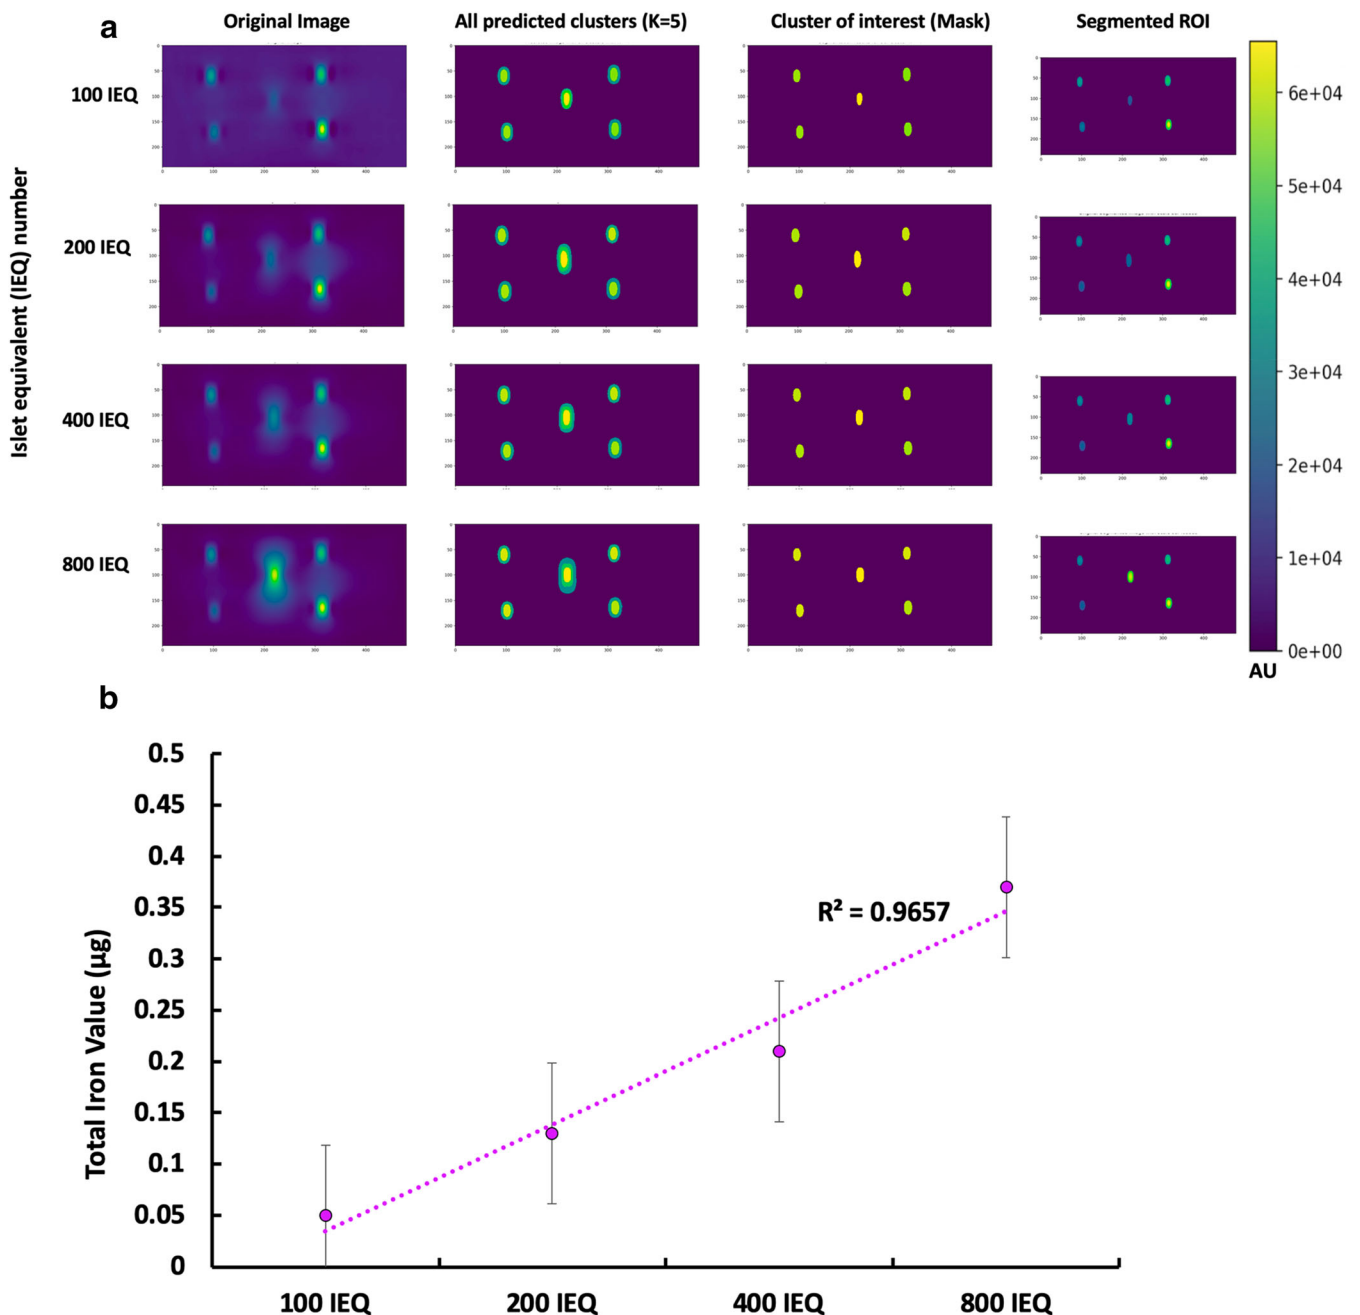 a
Original Image
All predicted clusters (K=5)
Cluster of interest (Mask)
Segmented ROI
Islet equivalent (IEQ) number
100 IEQ
200 IEQ
400 IEQ
800 IEQ
6e+04
5e+04
4e+04
3e+04
2e+04
1e+04
0e+00
AU
b
0.5
0.45
0.4
0.35
0.3
0.25
0.2
0.15
0.1
0.05
0
Total Iron Value (µg)
R² = 0.9657
100 IEQ
200 IEQ
400 IEQ
800 IEQ